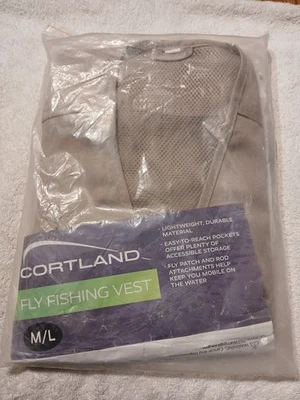 CORTLAND
FLY FISHING VEST
M/L
• LIGHTWEIGHT, DURABLE
MATERIAL
• EASY-TO-REACH POCKETS
OFFER PLENTY OF
ACCESSIBLE STORAGE
• FLY PATCH AND ROD
ATTACHMENTS HELP
KEEP YOU MOBILE ON
THE WATER